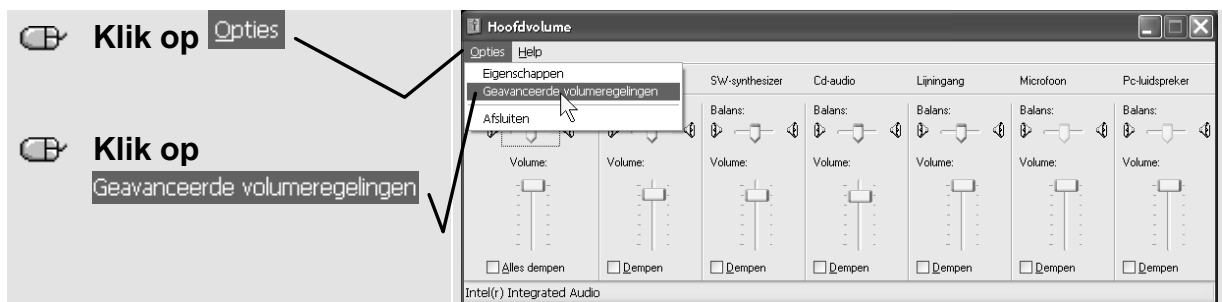 Klik op Opties
Klik op
Geavanceerde volumeregelingen
Hoofdvolume
Opties Help
Eigenschappen
Geavanceerde volumeregelingen
Afsluiten
SW-synthesizer Cd-audio Lijningang Microfoon Pc-luidspreker
Balans: Balans: Balans: Balans: Balans:
Volume: Volume: Volume: Volume: Volume: Volume: Volume:
Alles dempen Dempen Dempen Dempen Dempen Dempen Dempen
Intel(r) Integrated Audio